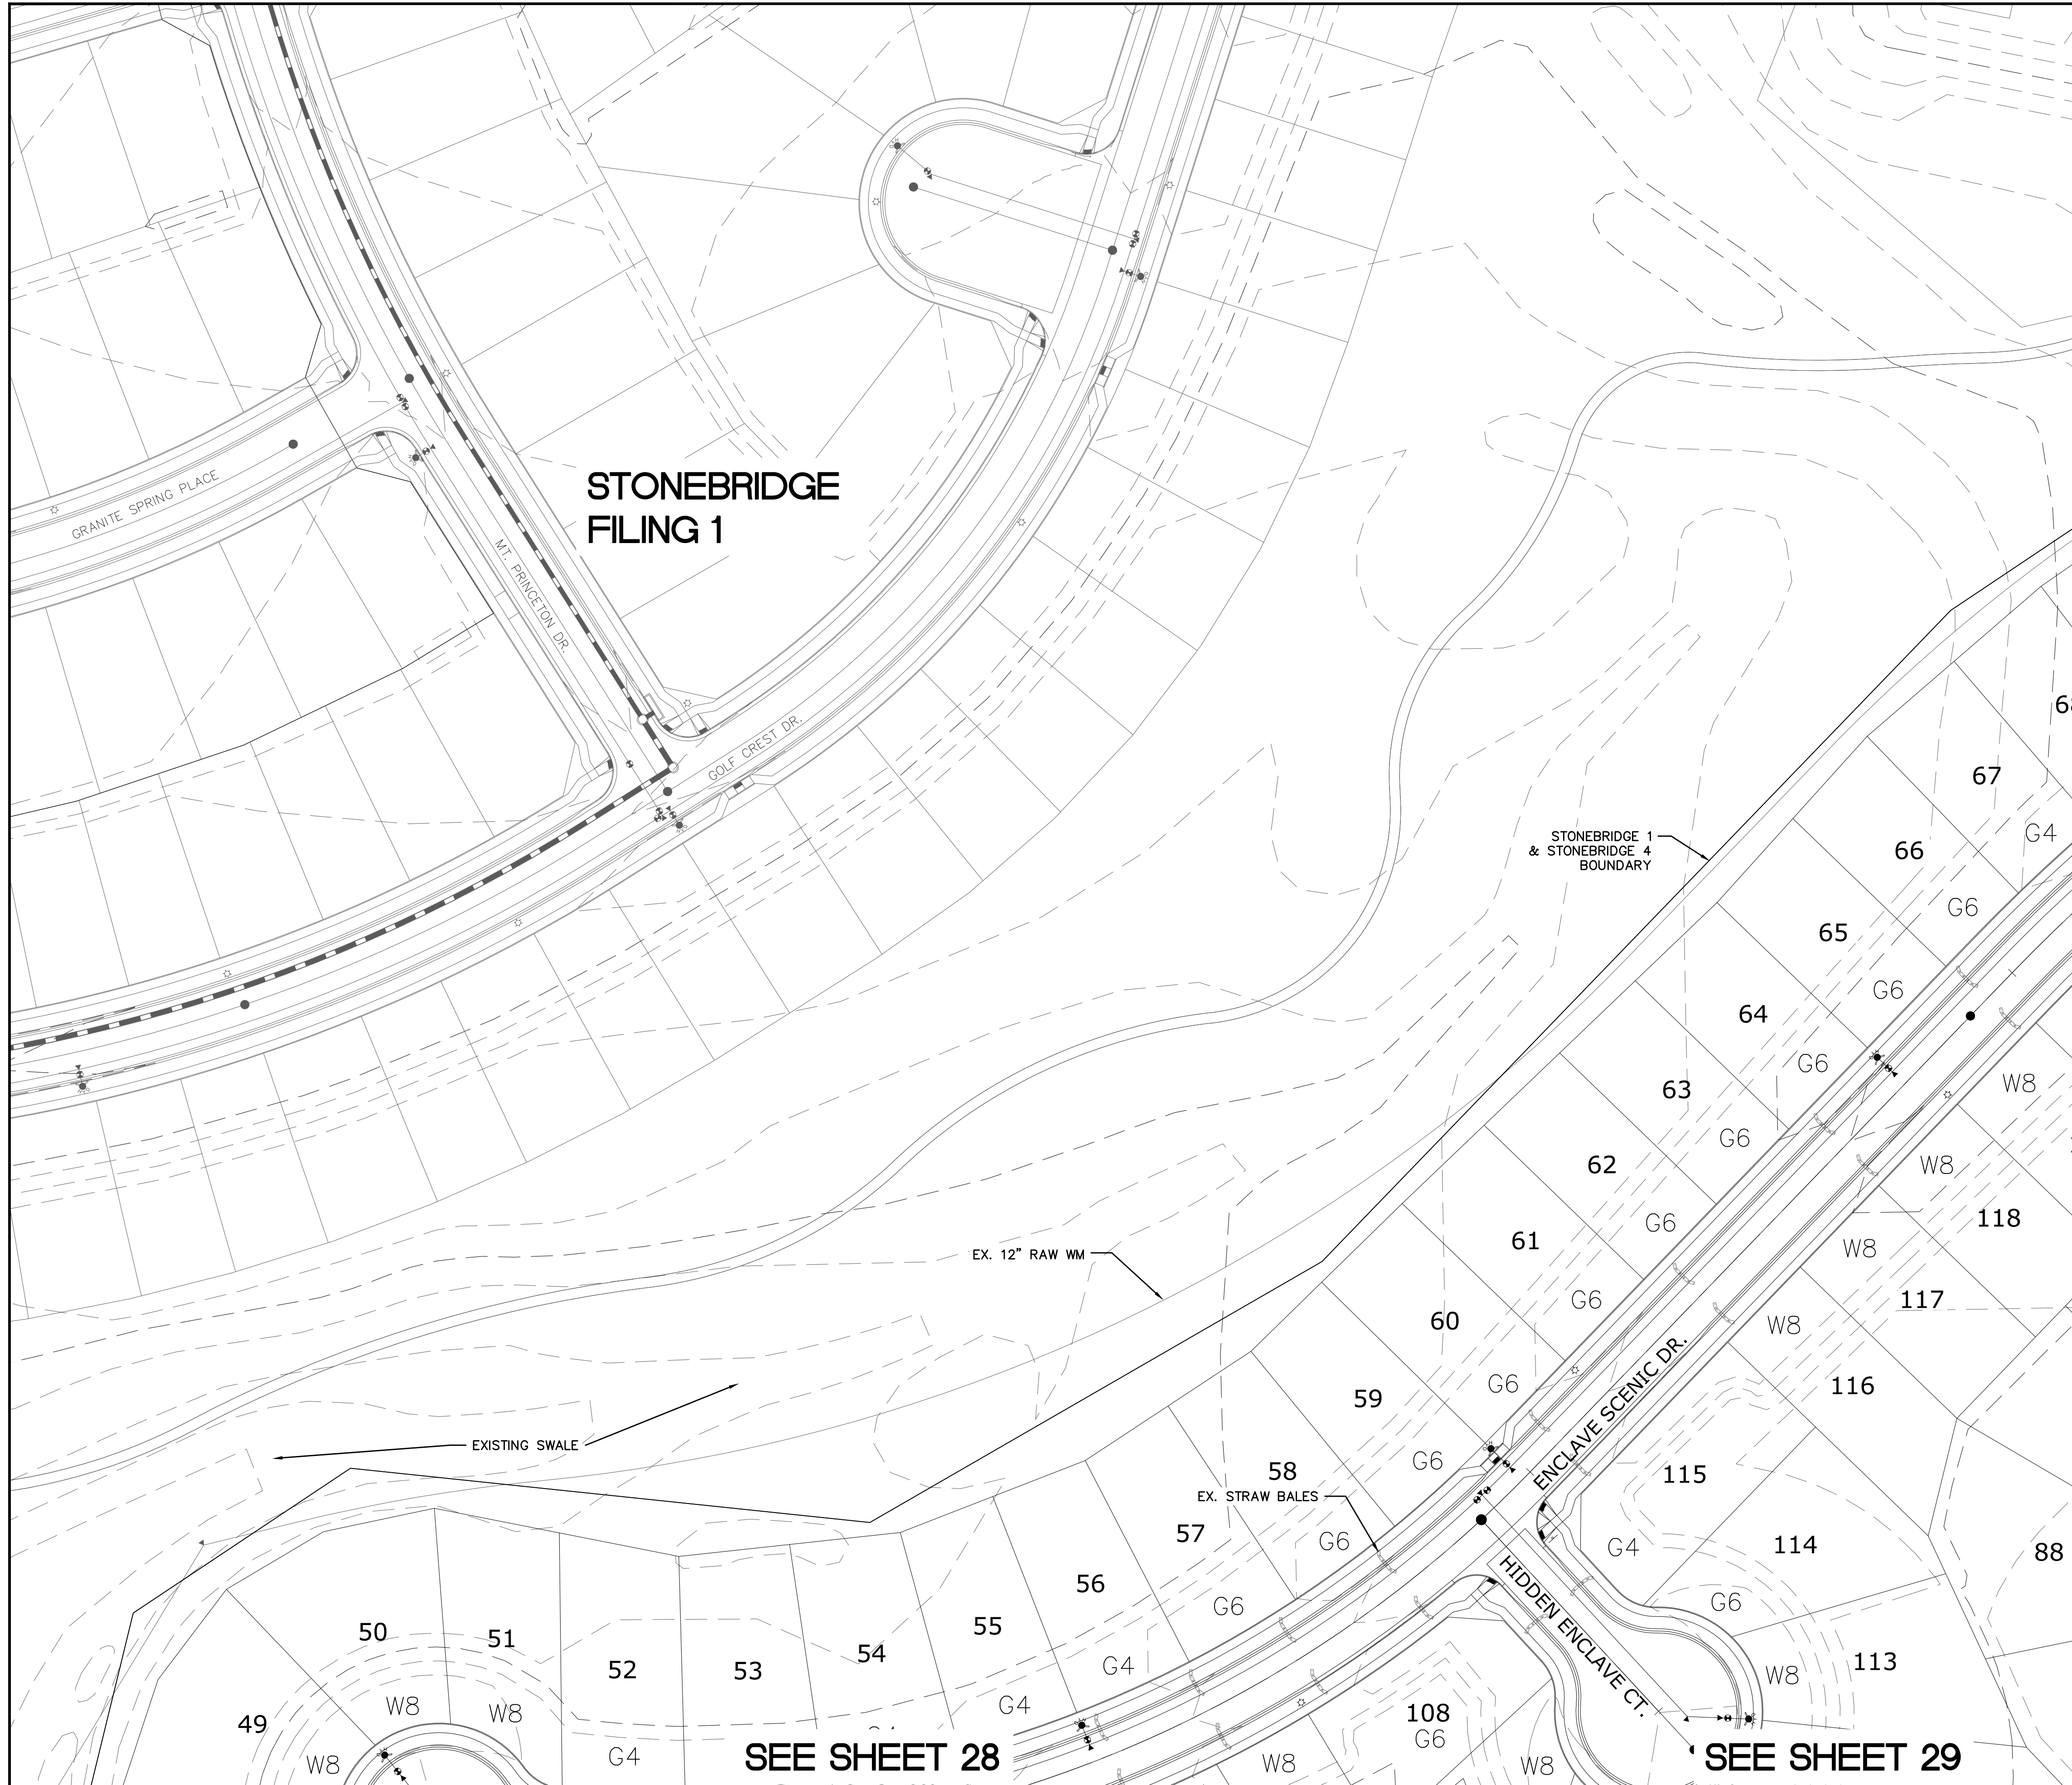 STONEBRIDGE
FILING 1
GRANITE SPRING PLACE
MT. PRINCETON DR.
GOLF CREST DR.
STONEBRIDGE 1
& STONEBRIDGE 4
BOUNDARY
67
G4
66
G6
65
G6
64
G6
63
G6
62
G6
61
G6
60
G6
59
G6
58
G6
57
G6
56
G4
55
G4
54
53
52
G4
51
W8
50
W8
49
W8
W8
W8
118
W8
117
W8
116
115
G4
114
G6
88
113
W8
108
G6
W8
W8
EX. 12" RAW WM
EXISTING SWALE
EX. STRAW BALES
ENCLAVE SCENIC DR.
HIDDEN ENCLAVE CT.
SEE SHEET 28
SEE SHEET 29